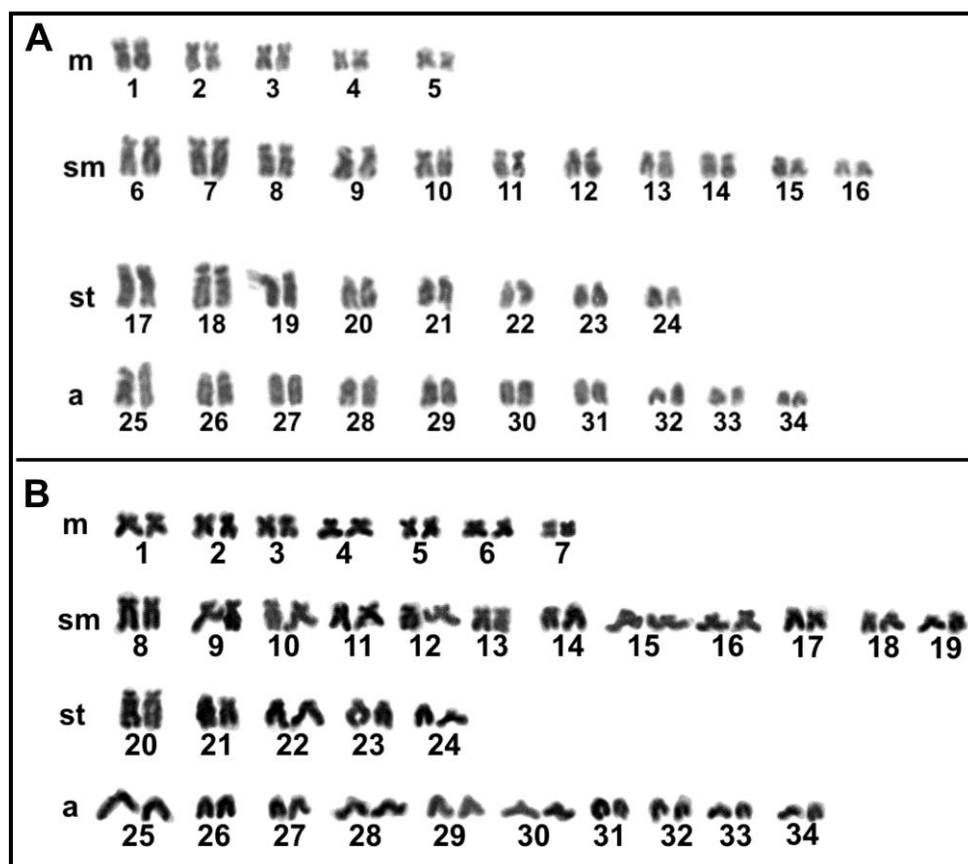 A
m
1 2 3 4 5
sm
6 7 8 9 10 11 12 13 14 15 16
st
17 18 19 20 21 22 23 24
a
25 26 27 28 29 30 31 32 33 34
B
m
1 2 3 4 5 6 7
sm
8 9 10 11 12 13 14 15 16 17 18 19
st
20 21 22 23 24
a
25 26 27 28 29 30 31 32 33 34